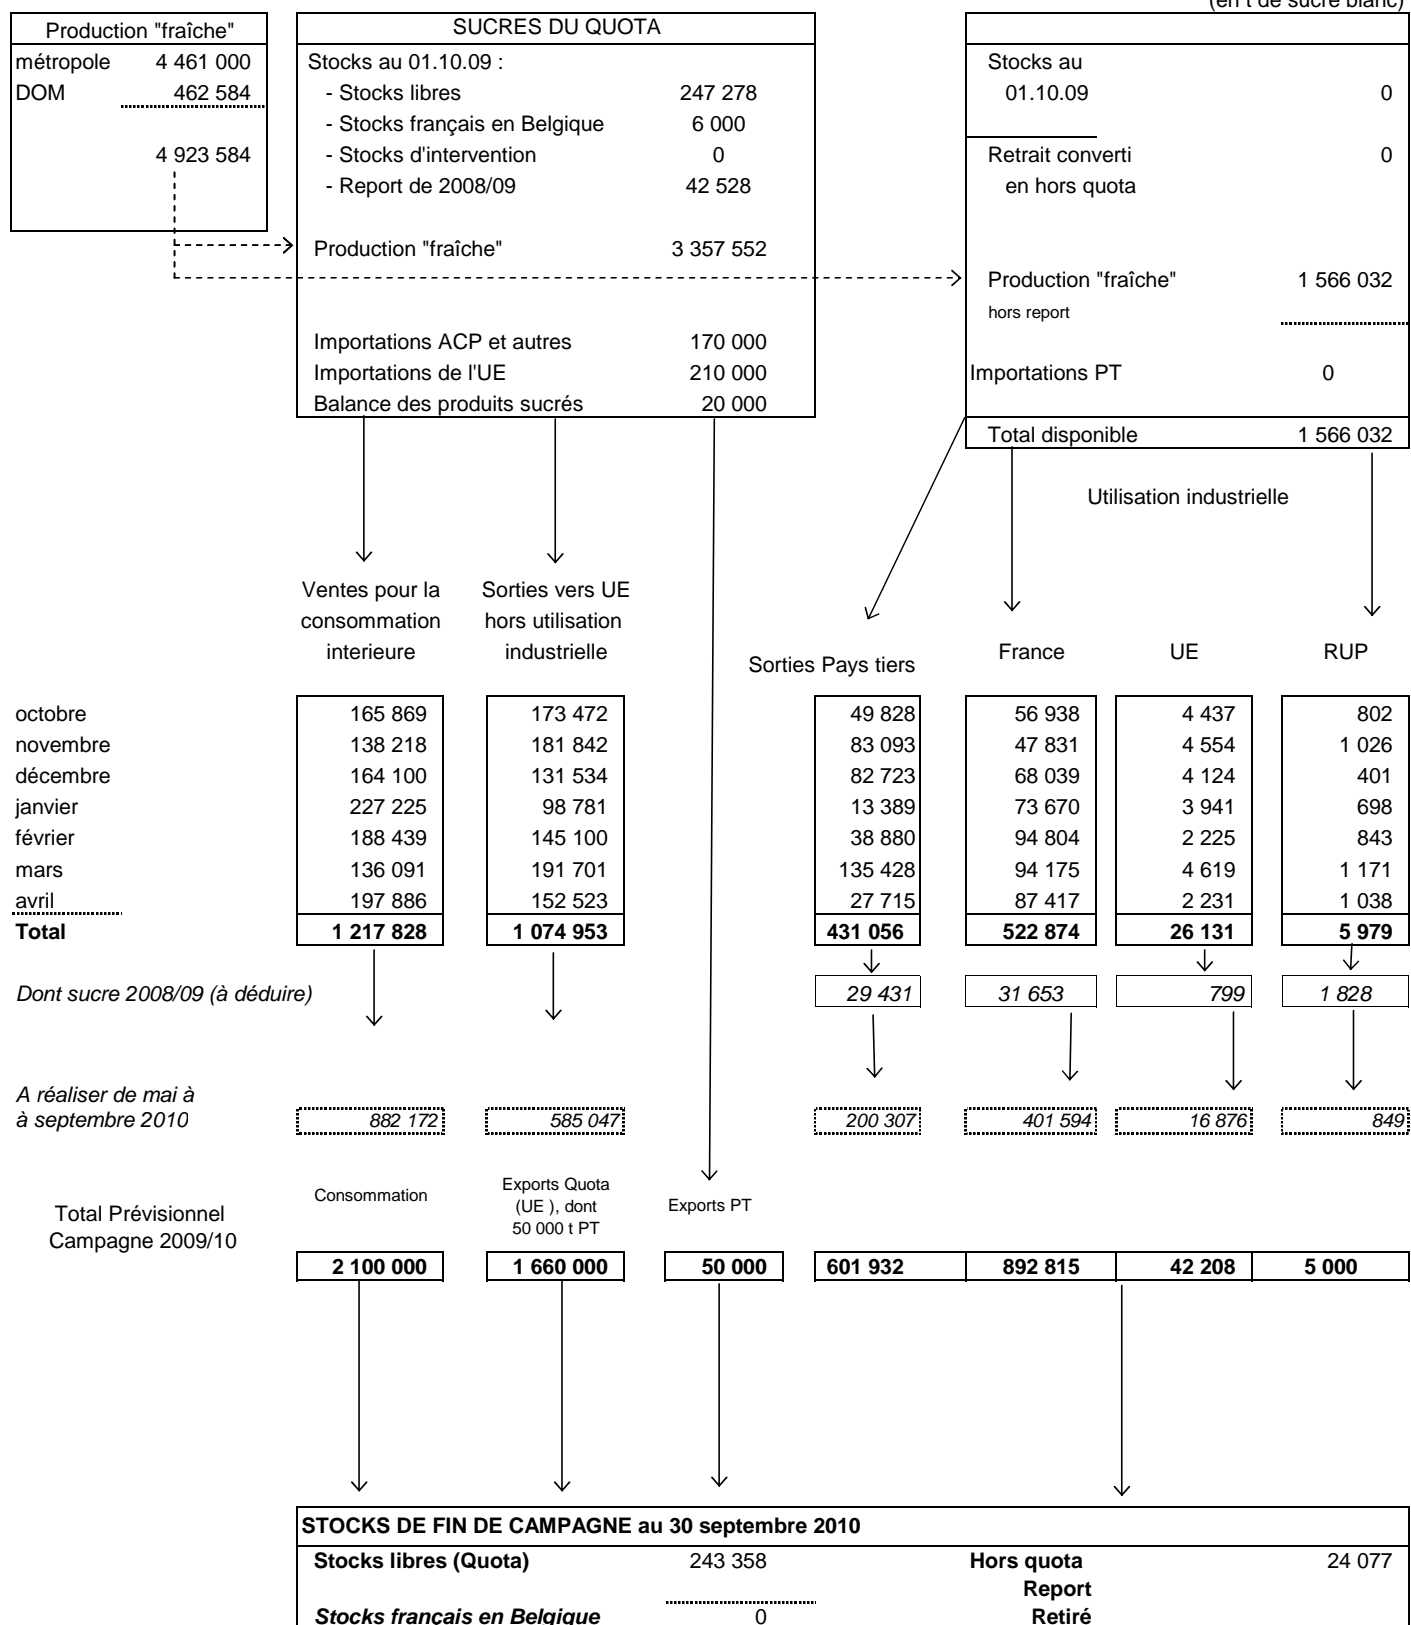 (en t de sucre blanc)
Production "fraîche"
métropole 4 461 000
DOM 462 584
4 923 584
SUCRES DU QUOTA
Stocks au 01.10.09 :
- Stocks libres 247 278
- Stocks français en Belgique 6 000
- Stocks d'intervention 0
- Report de 2008/09 42 528
Production "fraîche" 3 357 552
Importations ACP et autres 170 000
Importations de l'UE 210 000
Balance des produits sucrés 20 000
Stocks au
01.10.09 0
Retrait converti 0
en hors quota
Production "fraîche" 1 566 032
hors report
Importations PT 0
Total disponible 1 566 032
Utilisation industrielle
Ventes pour la
consommation
interieure
Sorties vers UE
hors utilisation
industrielle
Sorties Pays tiers
France UE RUP
octobre 165 869 173 472 49 828 56 938 4 437 802
novembre 138 218 181 842 83 093 47 831 4 554 1 026
décembre 164 100 131 534 82 723 68 039 4 124 401
janvier 227 225 98 781 13 389 73 670 3 941 698
février 188 439 145 100 38 880 94 804 2 225 843
mars 136 091 191 701 135 428 94 175 4 619 1 171
avril 197 886 152 523 27 715 87 417 2 231 1 038
Total 1 217 828 1 074 953 431 056 522 874 26 131 5 979
Dont sucre 2008/09 (à déduire) 29 431 31 653 799 1 828
A réaliser de mai à
à septembre 2010 882 172 585 047 200 307 401 594 16 876 849
Total Prévisionnel
Campagne 2009/10
Consommation
Exports Quota
(UE ), dont
50 000 t PT
Exports PT
2 100 000 1 660 000 50 000 601 932 892 815 42 208 5 000
STOCKS DE FIN DE CAMPAGNE au 30 septembre 2010
Stocks libres (Quota) 243 358 Hors quota 24 077
Report
Stocks français en Belgique 0 Retiré